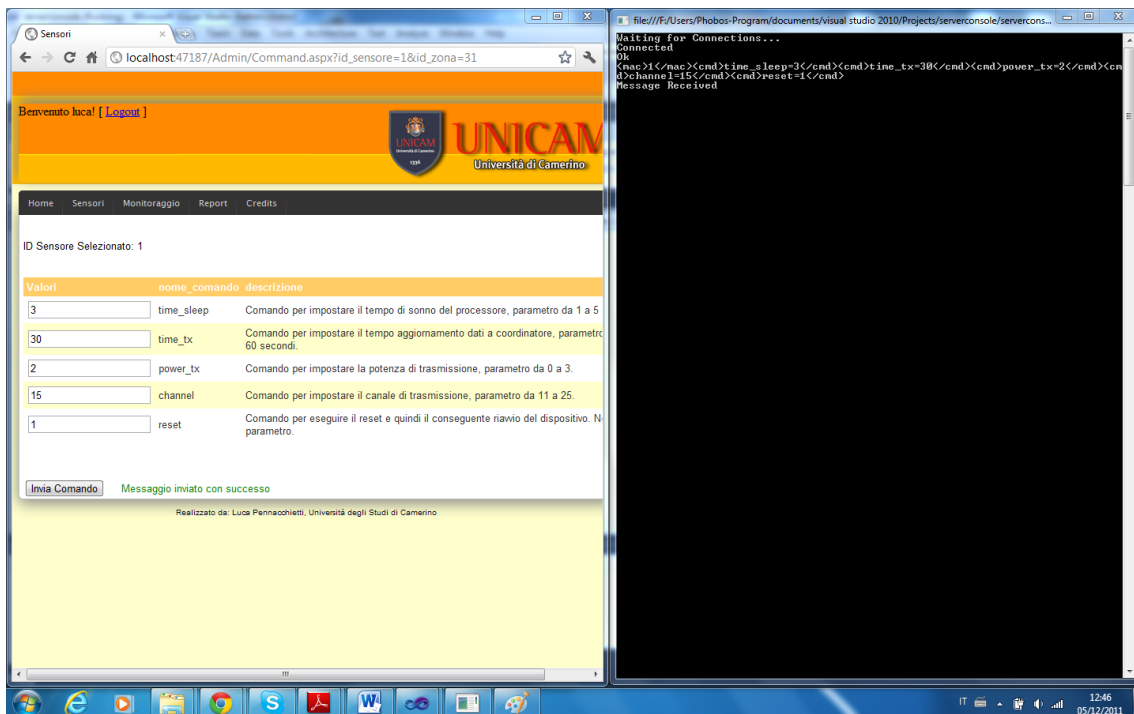 Sensori
localhost:47187/Admin/Command.aspx?id_sensore=1&id_zona=31
Benvenuto luca! [ Logout ]
UNICAM
Università di Camerino
1336
UNICAM
Università di Camerino
Home Sensori Monitoraggio Report Credits
ID Sensore Selezionato: 1
Valori nome_comando descrizione
3 time_sleep Comando per impostare il tempo di sonno del processore, parametro da 1 a 5
30 time_tx Comando per impostare il tempo aggiornamento dati a coordinatore, parametro
60 secondi.
2 power_tx Comando per impostare la potenza di trasmissione, parametro da 0 a 3.
15 channel Comando per impostare il canale di trasmissione, parametro da 11 a 25.
1 reset Comando per eseguire il reset e quindi il conseguente riavvio del dispositivo. N
parametro.
Invia Comando Messaggio inviato con successo
Realizzato da: Luca Pennacchietti, Università degli Studi di Camerino
file:///F:/Users/Phobos-Program/documents/visual studio 2010/Projects/serverconsole/servercons...
Waiting for Connections...
Connected
Ok
<mac>1</mac><cmd>time_sleep=3</cmd><cmd>time_tx=30</cmd><cmd>power_tx=2</cmd><cm
d>channel=15</cmd><cmd>reset=1</cmd>
Message Received
IT
12:46
05/12/2011